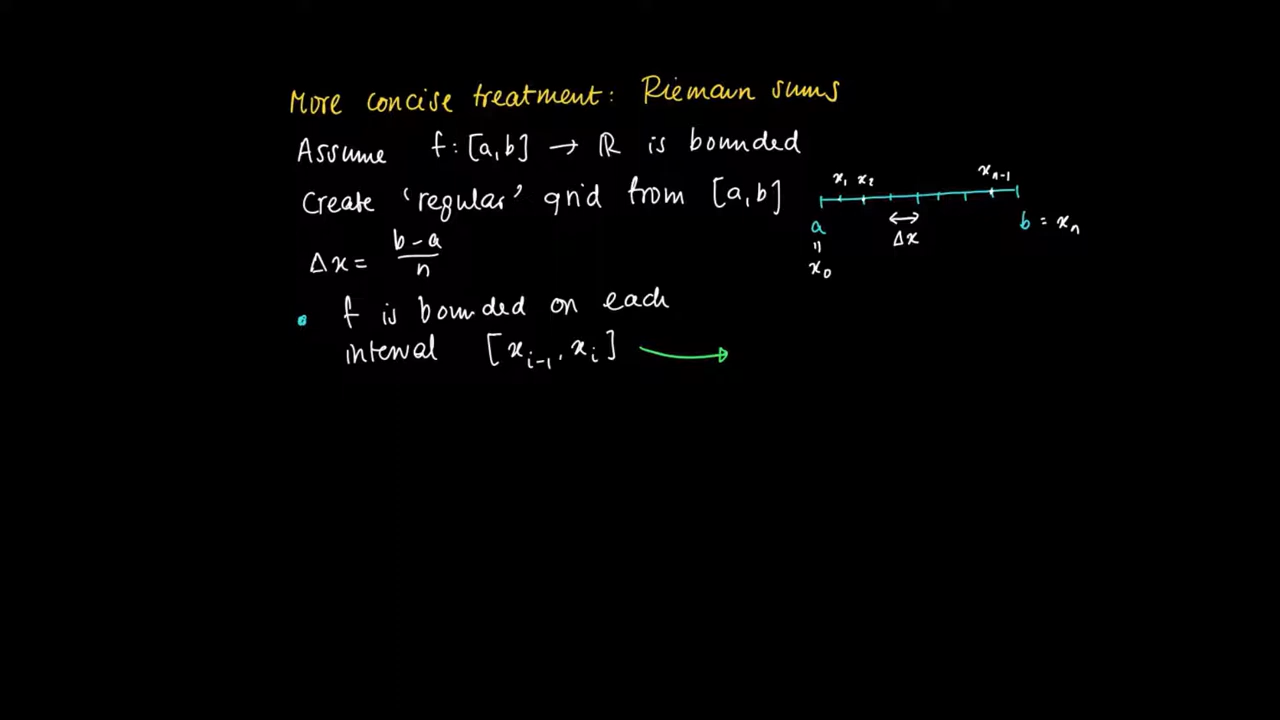 More concise treatment: Riemann sums
Assume f: [a,b] → ℝ is bounded
Create 'regular' grid from [a,b]
x₁ x₂ xₙ₋₁
a Δx b = xₙ
=
x₀
Δx = (b-a)/n
• f is bounded on each
interval [xᵢ₋₁, xᵢ] →